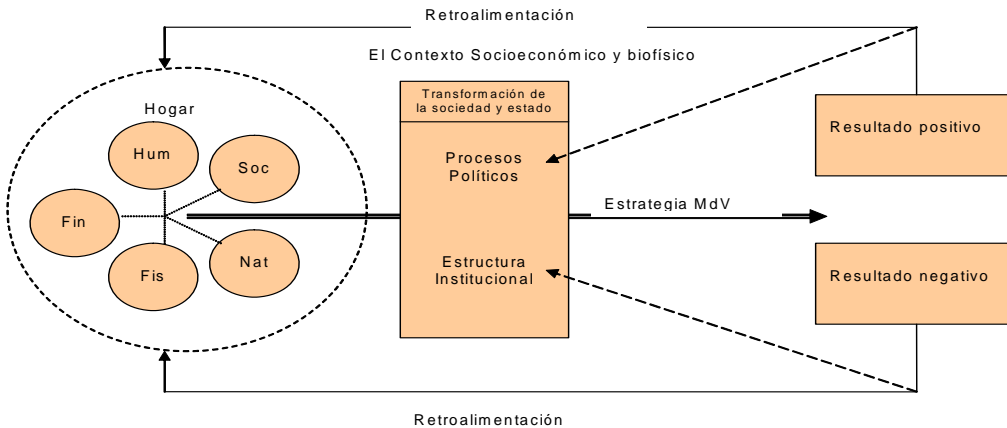 Retroalimentación
El Contexto Socioeconómico y biofísico
Transformación de
la sociedad y estado
Hogar
Hum
Soc
Fin
Fis
Nat
Procesos
Políticos
Estrategia MdV
Estructura
Institucional
Resultado positivo
Resultado negativo
Retroalimentación